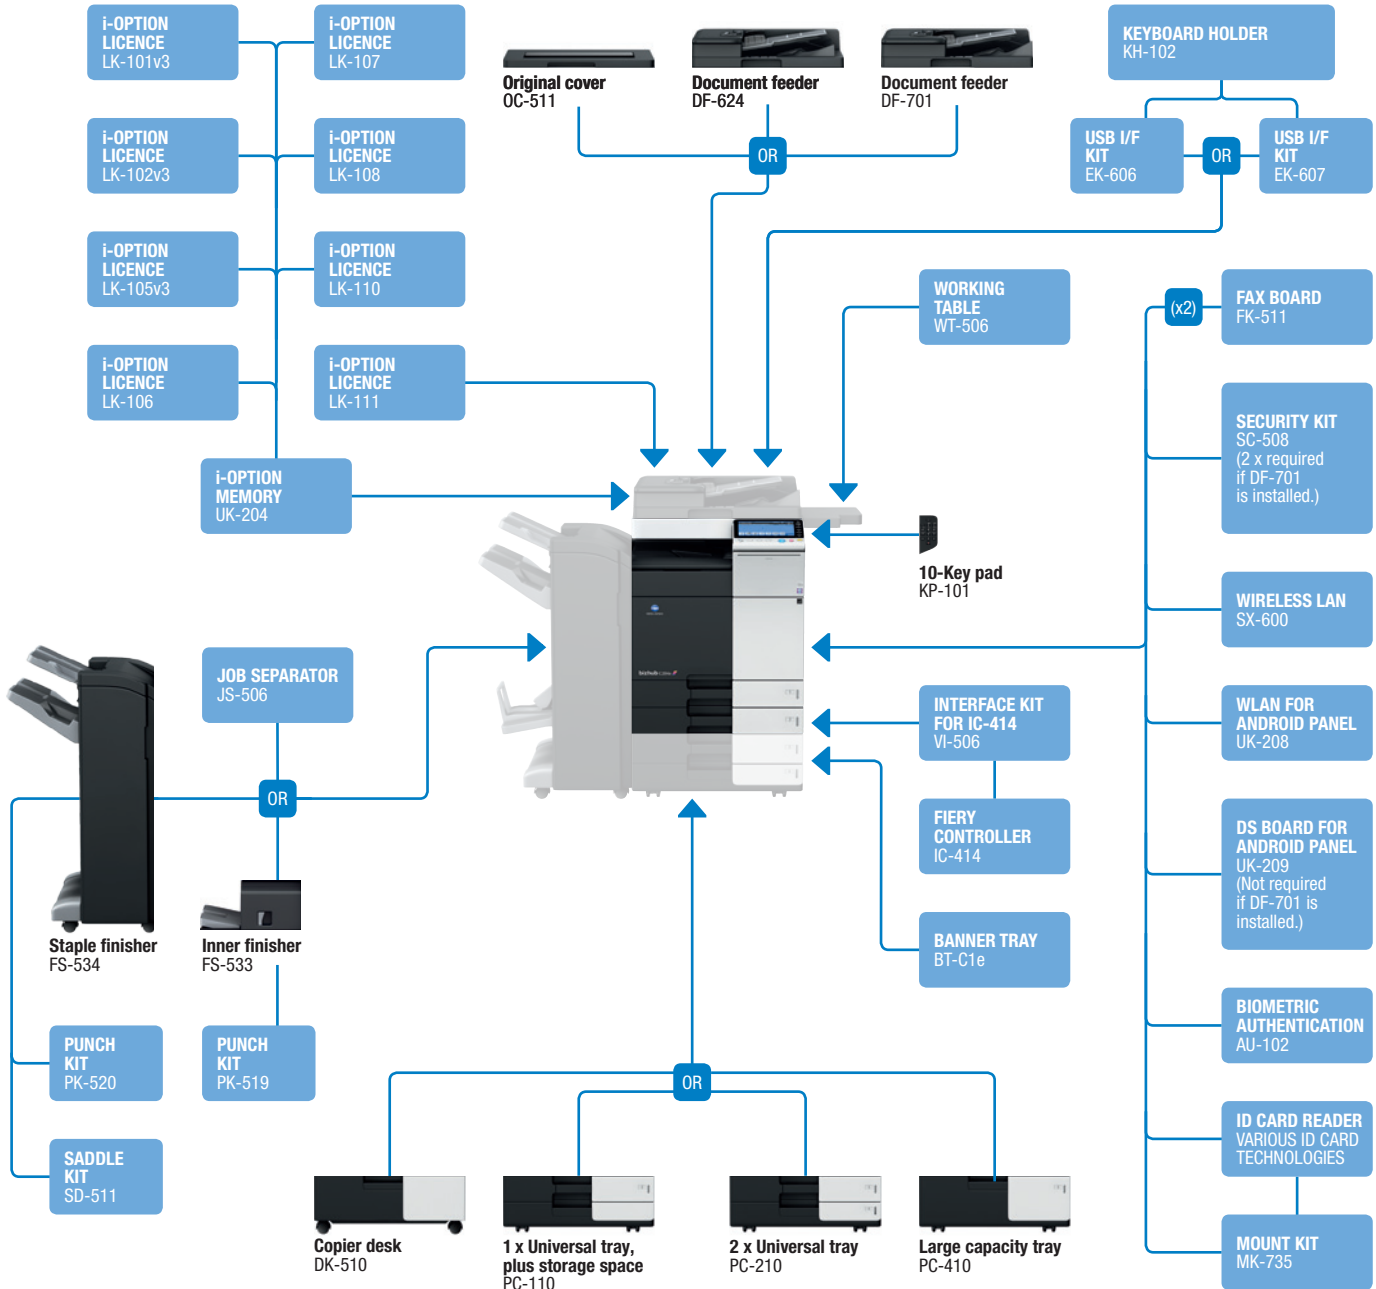 i-OPTION
LICENCE
LK-101v3
i-OPTION
LICENCE
LK-107
Original cover
OC-511
Document feeder
DF-624
Document feeder
DF-701
KEYBOARD HOLDER
KH-102
i-OPTION
LICENCE
LK-102v3
i-OPTION
LICENCE
LK-108
OR
USB I/F
KIT
EK-606
OR
USB I/F
KIT
EK-607
i-OPTION
LICENCE
LK-105v3
i-OPTION
LICENCE
LK-110
WORKING
TABLE
WT-506
(x2)
FAX BOARD
FK-511
i-OPTION
LICENCE
LK-106
i-OPTION
LICENCE
LK-111
SECURITY KIT
SC-508
(2 x required
if DF-701
is installed.)
i-OPTION
MEMORY
UK-204
10-Key pad
KP-101
WIRELESS LAN
SX-600
JOB SEPARATOR
JS-506
INTERFACE KIT
FOR IC-414
VI-506
WLAN FOR
ANDROID PANEL
UK-208
OR
FIERY
CONTROLLER
IC-414
DS BOARD FOR
ANDROID PANEL
UK-209
(Not required
if DF-701 is
installed.)
Staple finisher
FS-534
Inner finisher
FS-533
BANNER TRAY
BT-C1e
PUNCH
KIT
PK-520
PUNCH
KIT
PK-519
OR
BIOMETRIC
AUTHENTICATION
AU-102
SADDLE
KIT
SD-511
ID CARD READER
VARIOUS ID CARD
TECHNOLOGIES
Copier desk
DK-510
1 x Universal tray,
plus storage space
PC-110
2 x Universal tray
PC-210
Large capacity tray
PC-410
MOUNT KIT
MK-735